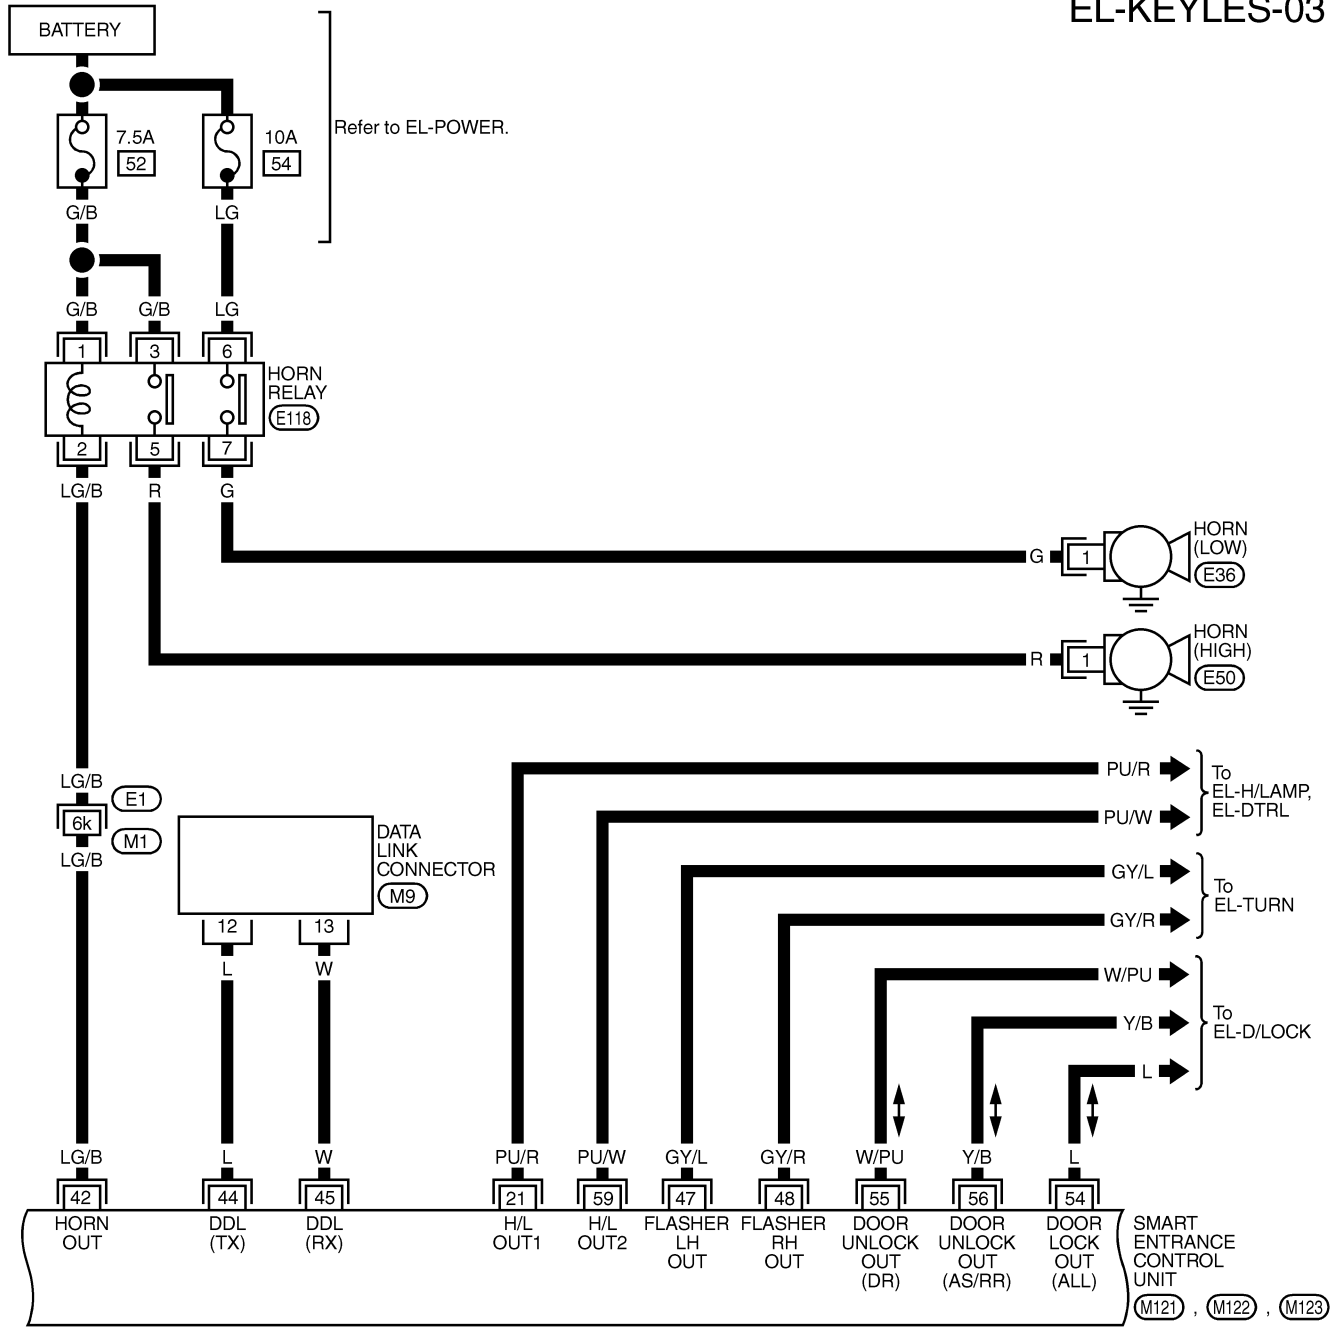 EL-KEYLES-03
BATTERY
7.5A
52
10A
54
Refer to EL-POWER.
G/B
LG
G/B
G/B
LG
1
3
6
HORN
RELAY
E118
2
5
7
LG/B
R
G
G
1
HORN
(LOW)
E36
R
1
HORN
(HIGH)
E50
LG/B
E1
6k
M1
LG/B
DATA
LINK
CONNECTOR
M9
12
13
L
W
PU/R
PU/W
To
EL-H/LAMP,
EL-DTRL
GY/L
GY/R
To
EL-TURN
W/PU
Y/B
L
To
EL-D/LOCK
LG/B
L
W
PU/R
PU/W
GY/L
GY/R
W/PU
Y/B
L
42
44
45
21
59
47
48
55
56
54
HORN
OUT
DDL
(TX)
DDL
(RX)
H/L
OUT1
H/L
OUT2
FLASHER
LH
OUT
FLASHER
RH
OUT
DOOR
UNLOCK
OUT
(DR)
DOOR
UNLOCK
OUT
(AS/RR)
DOOR
LOCK
OUT
(ALL)
SMART
ENTRANCE
CONTROL
UNIT
M121 , M122 , M123